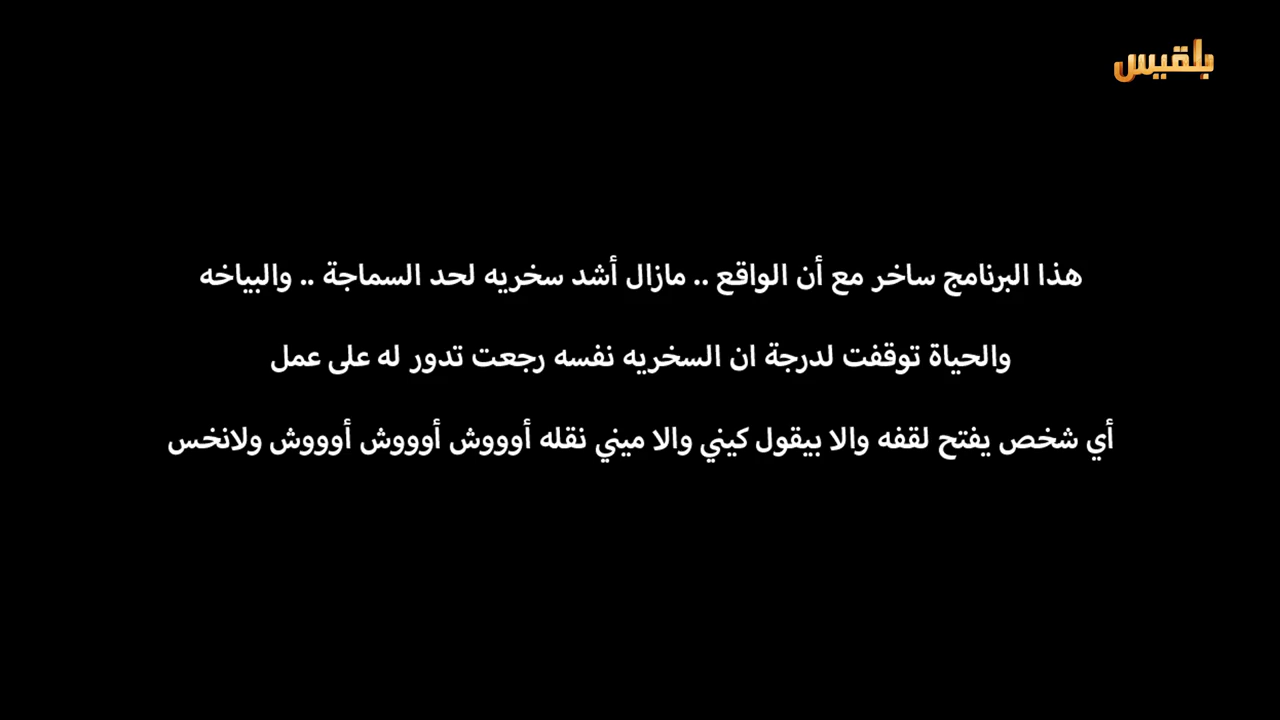 بلقيس
هذا البرنامج ساخر مع أن الواقع .. مازال أشد سخريه لحد السماجة .. والبياخه
والحياة توقفت لدرجة ان السخريه نفسه رجعت تدور له على عمل
أي شخص يفتح لقفه والا بيقول كيني والا ميني نقله أوووش أوووش أوووش ولانخس